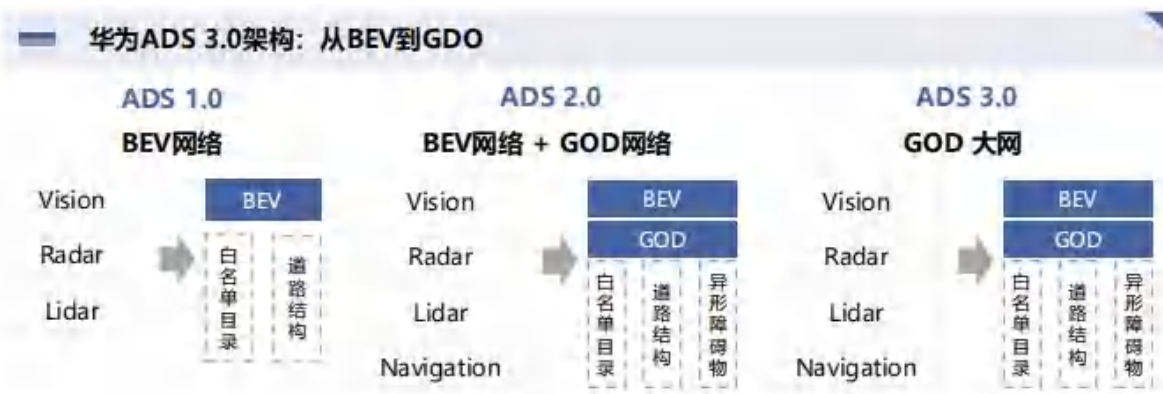 华为ADS 3.0架构：从BEV到GDO
ADS 1.0
BEV网络
Vision
Radar
Lidar
BEV
白名单目录
道路结构
ADS 2.0
BEV网络 + GOD网络
Vision
Radar
Lidar
Navigation
BEV
GOD
白名单目录
道路结构
异形障碍物
ADS 3.0
GOD 大网
Vision
Radar
Lidar
Navigation
BEV
GOD
白名单目录
道路结构
异形障碍物